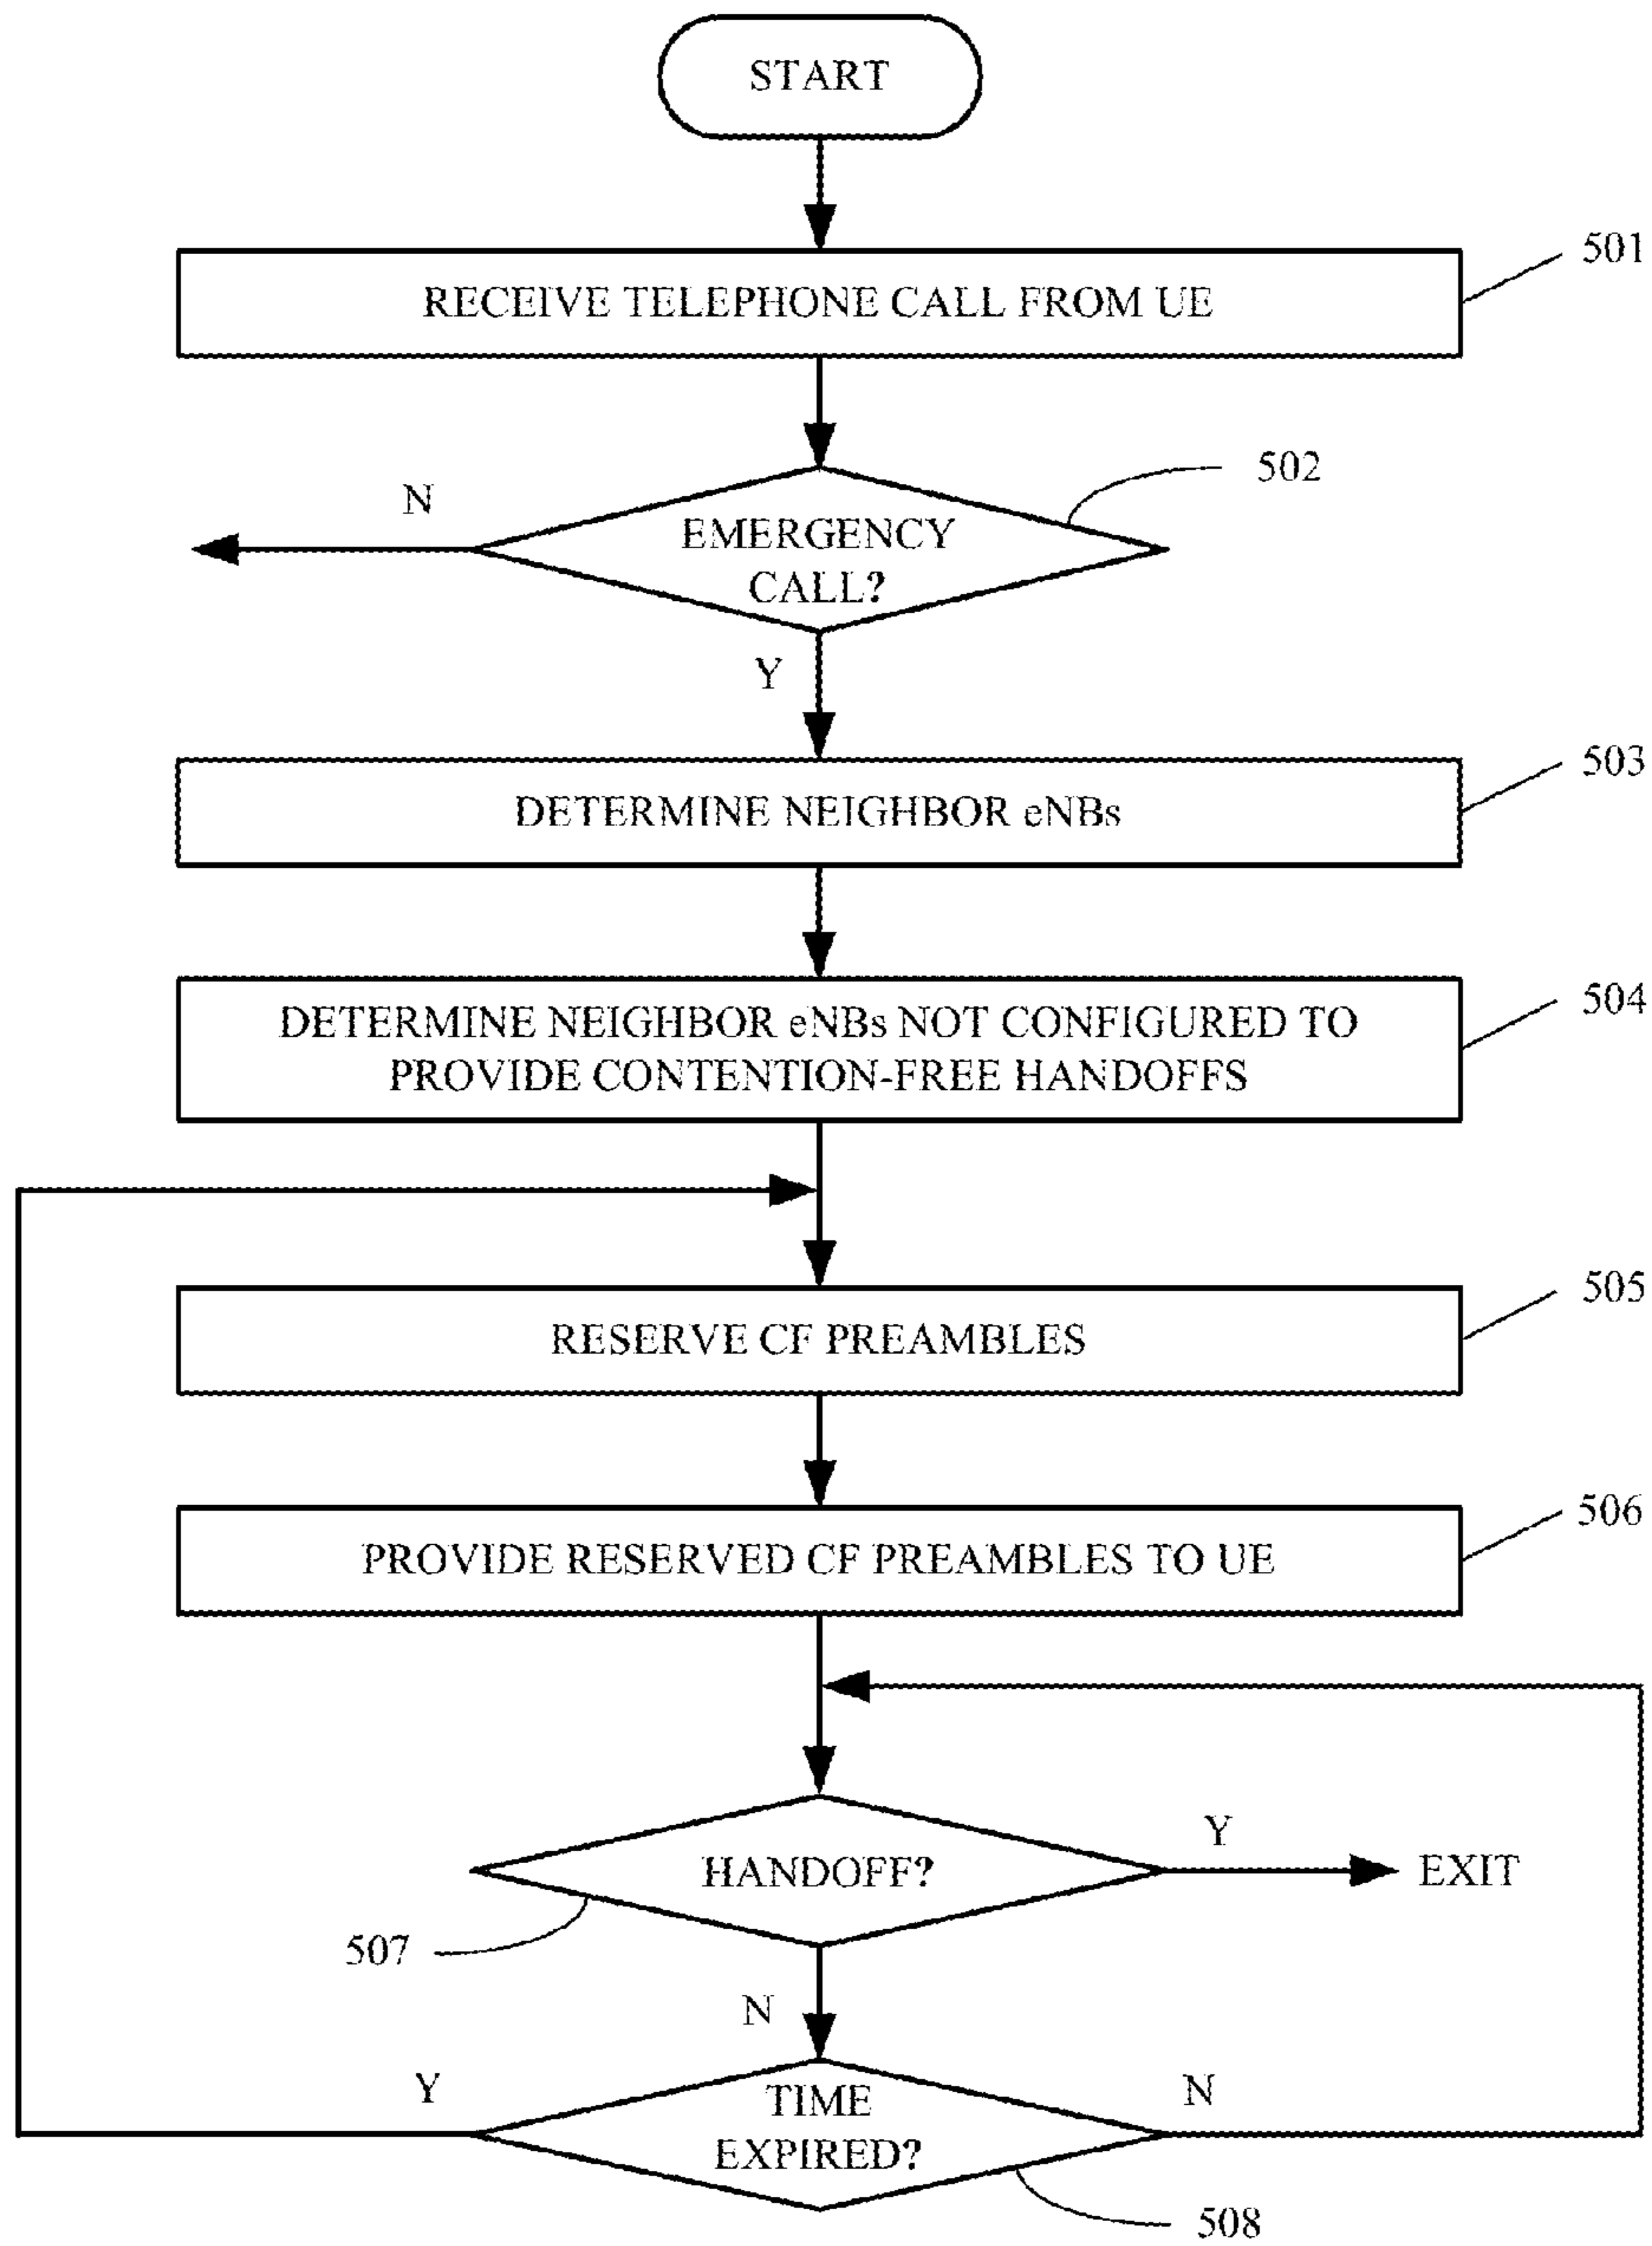 START
501
RECEIVE TELEPHONE CALL FROM UE
502
N
EMERGENCY
CALL?
Y
503
DETERMINE NEIGHBOR eNBs
504
DETERMINE NEIGHBOR eNBs NOT CONFIGURED TO
PROVIDE CONTENTION-FREE HANDOFFS
505
RESERVE CF PREAMBLES
506
PROVIDE RESERVED CF PREAMBLES TO UE
Y
HANDOFF?
EXIT
507
N
Y
TIME
EXPIRED?
N
508